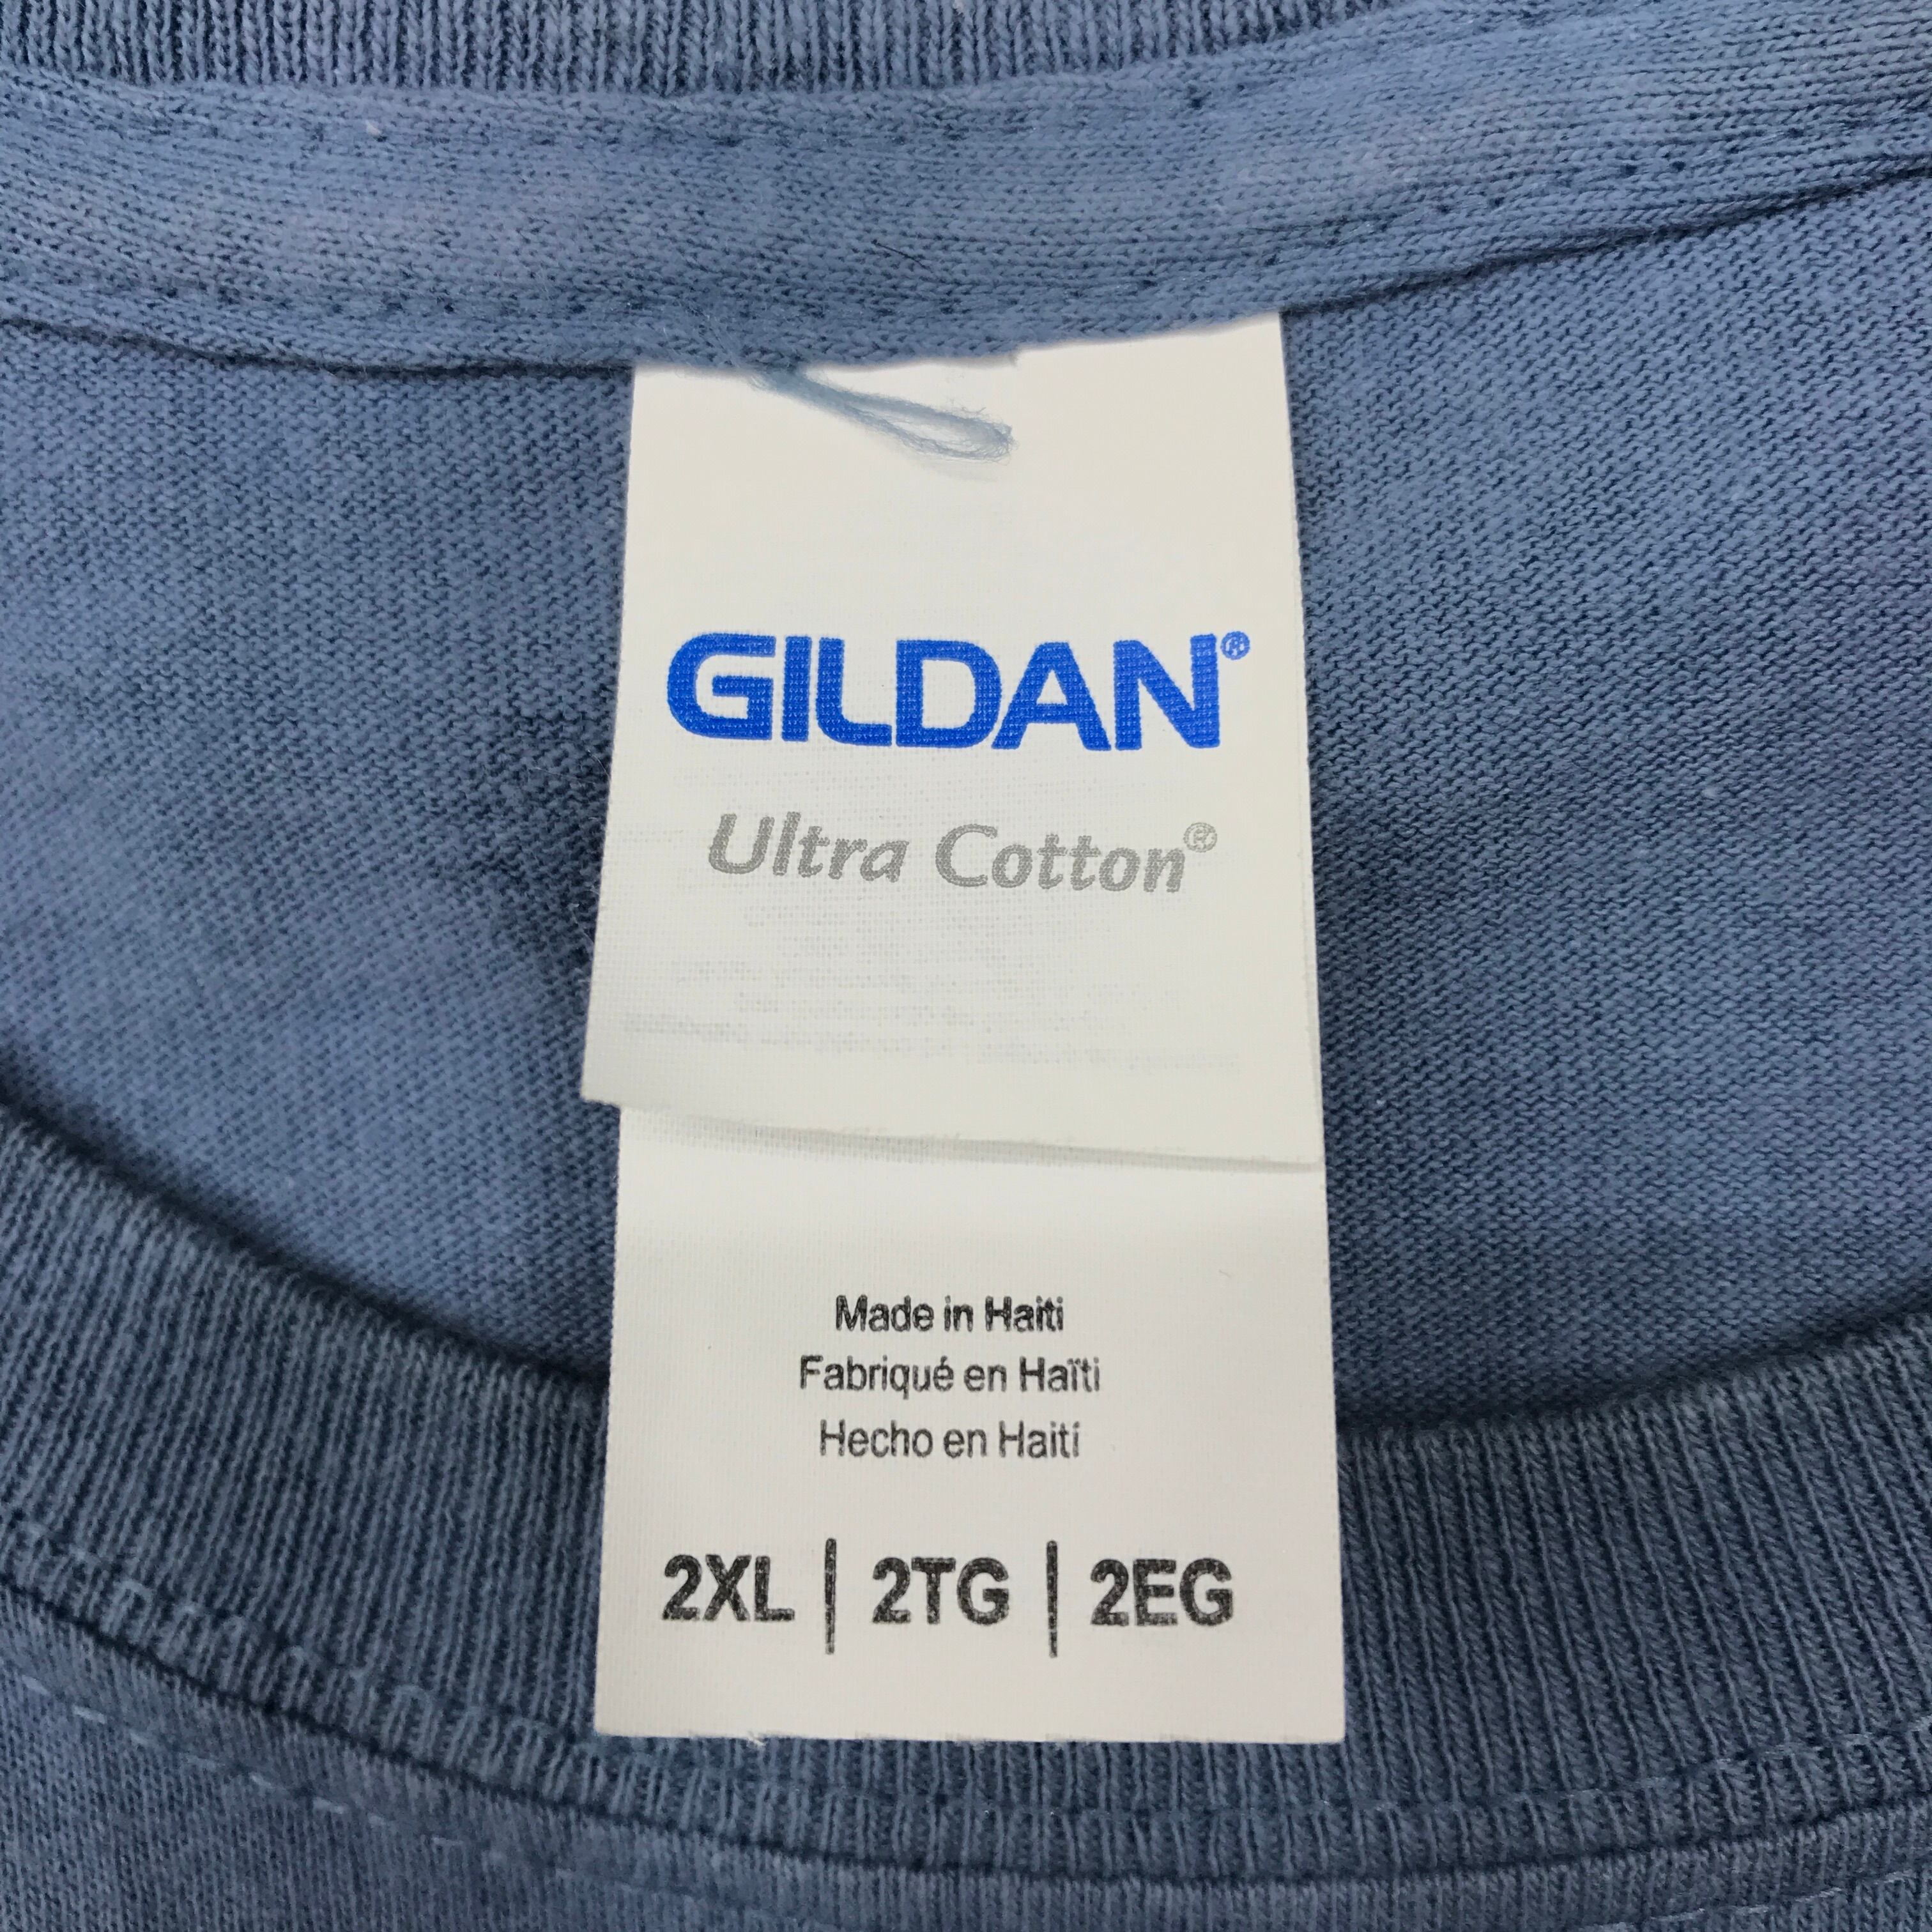 GILDAN®
Ultra Cotton®
Made in Haiti
Fabriqué en Haïti
Hecho en Haití
2XL | 2TG | 2EG